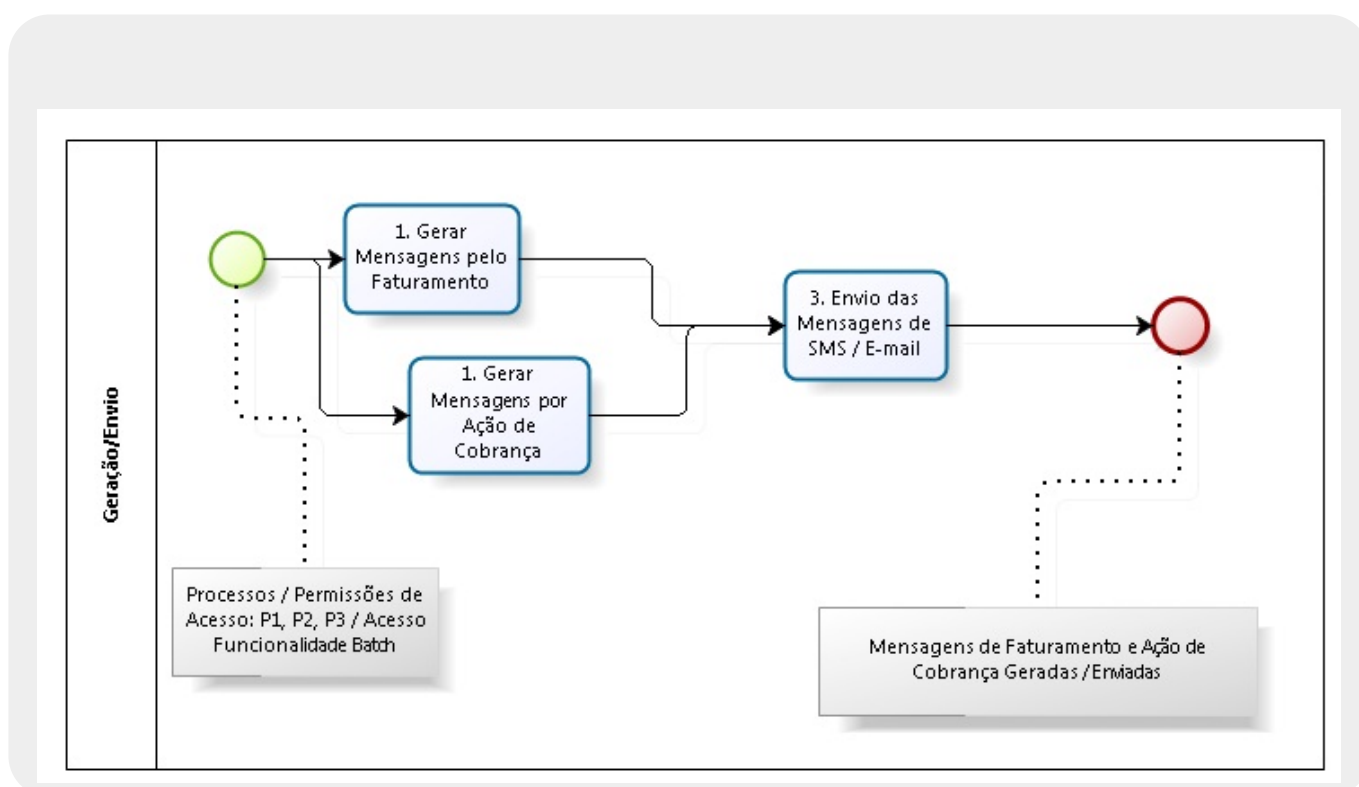 Geração/Envio
1. Gerar
Mensagens pelo
Faturamento
1. Gerar
Mensagens por
Ação de
Cobrança
3. Envio das
Mensagens de
SMS / E-mail
Processos / Permissões de
Acesso: P1, P2, P3 / Acesso
Funcionalidade Batch
Mensagens de Faturamento e Ação de
Cobrança Geradas / Enviadas